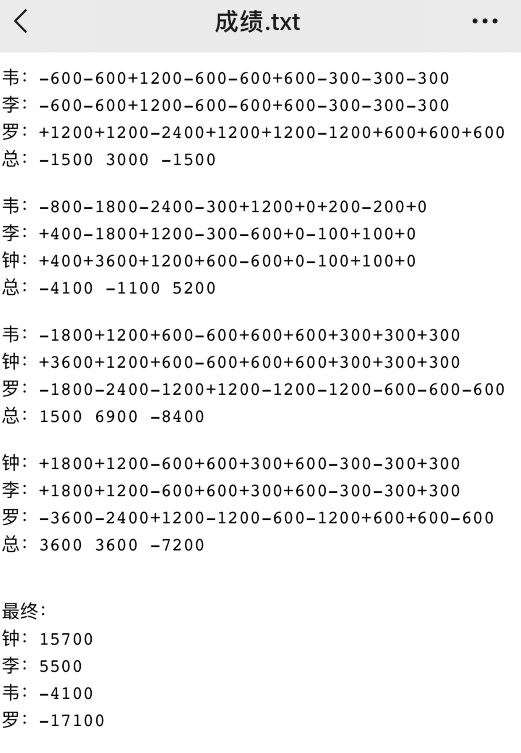 成绩.txt
韦: -600-600+1200-600-600+600-300-300-300
李: -600-600+1200-600-600+600-300-300-300
罗: +1200+1200-2400+1200+1200-1200+600+600+600
总: -1500 3000 -1500
韦: -800-1800-2400-300+1200+0+200-200+0
李: +400-1800+1200-300-600+0-100+100+0
钟: +400+3600+1200+600-600+0-100+100+0
总: -4100 -1100 5200
韦: -1800+1200+600-600+600+600+300+300+300
钟: +3600+1200+600-600+600+600+300+300+300
罗: -1800-2400-1200+1200-1200-1200-600-600-600
总: 1500 6900 -8400
钟: +1800+1200-600+600+300+600-300-300+300
李: +1800+1200-600+600+300+600-300-300+300
罗: -3600-2400+1200-1200-600-1200+600+600-600
总: 3600 3600 -7200
最终:
钟: 15700
李: 5500
韦: -4100
罗: -17100